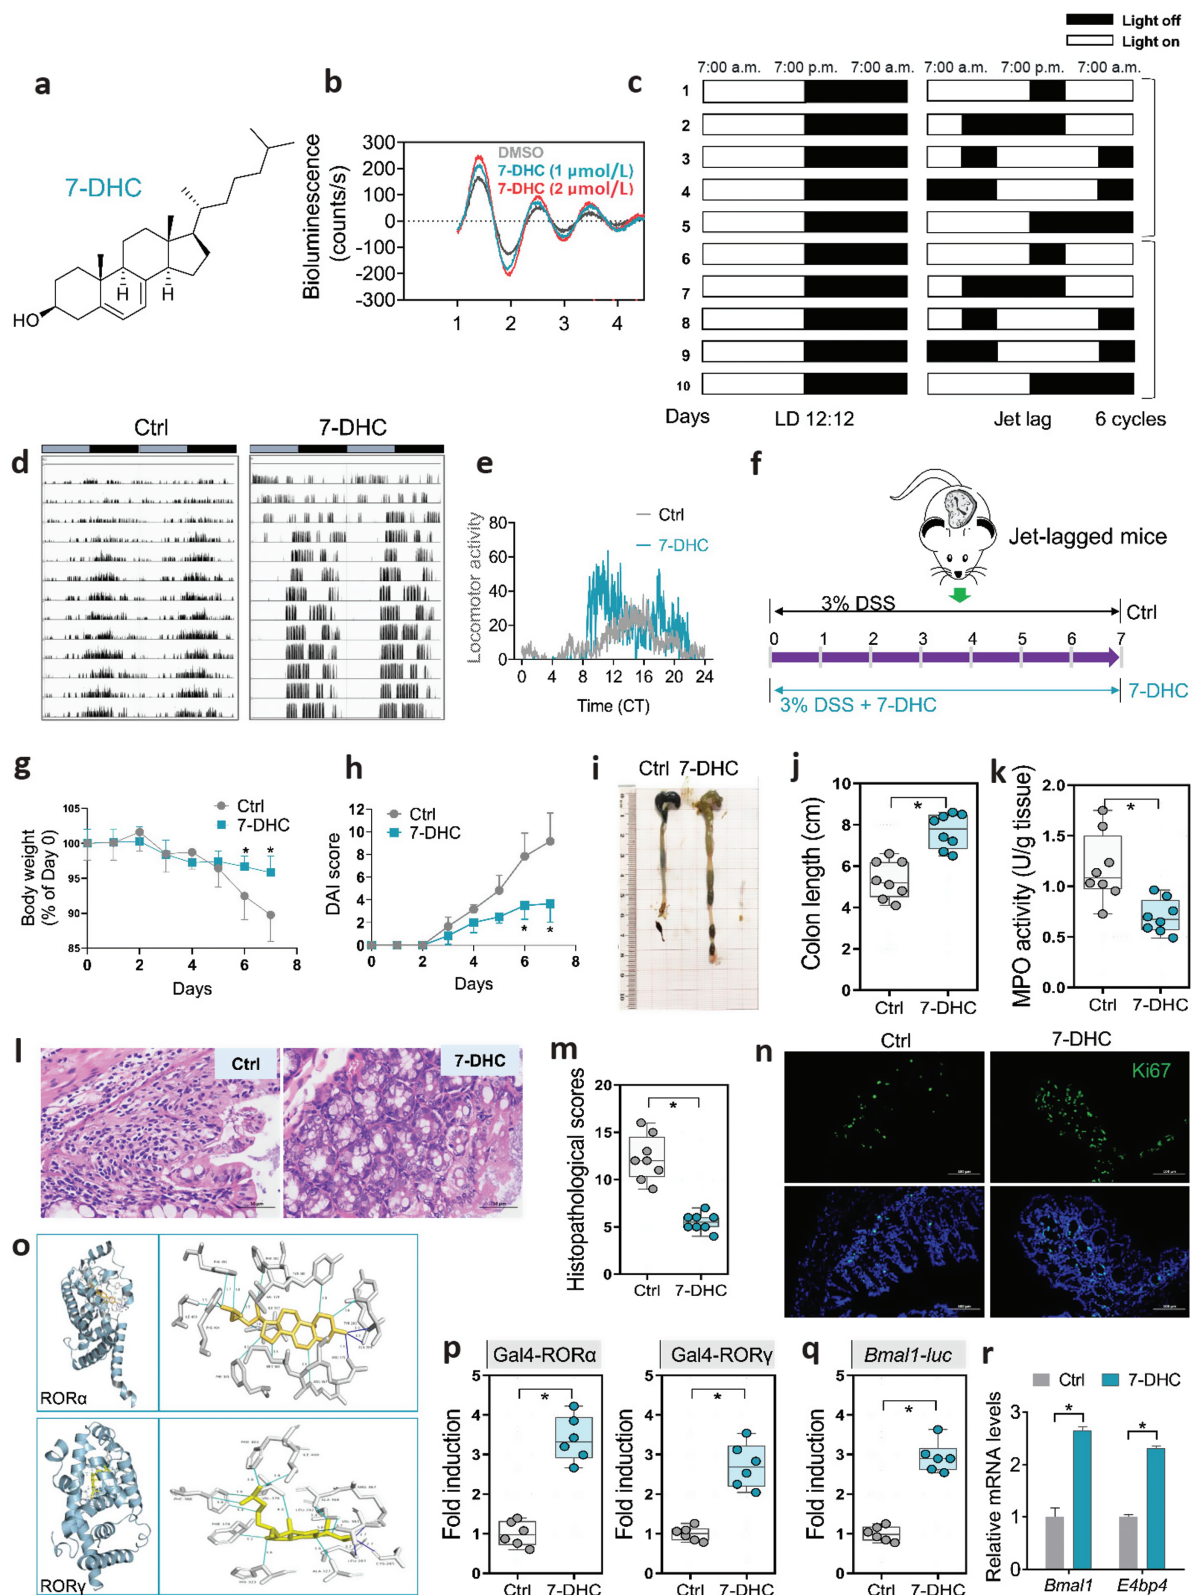 Light off
Light on
a
7-DHC
HO
H
H
b
Bioluminescence
(counts/s)
300
200
100
0
-100
-200
-300
DMSO
7-DHC (1 µmol/L)
7-DHC (2 µmol/L)
1 2 3 4
c
7:00 a.m. 7:00 p.m. 7:00 a.m. 7:00 a.m. 7:00 p.m. 7:00 a.m.
1
2
3
4
5
6
7
8
9
10
Days LD 12:12 Jet lag 6 cycles
d
Ctrl 7-DHC
e
Locomotor activity
80
60
40
20
0
Ctrl
7-DHC
0 4 8 12 16 20 24
Time (CT)
f
Jet-lagged mice
3% DSS
Ctrl
0 1 2 3 4 5 6 7
7-DHC
3% DSS + 7-DHC
g
Body weight
(% of Day 0)
105
100
95
90
85
Ctrl
7-DHC
* *
0 2 4 6 8
Days
h
DAI score
12
10
8
6
4
2
0
Ctrl
7-DHC
* *
0 2 4 6 8
Days
i
Ctrl 7-DHC
j
Colon length (cm)
10
8
6
4
2
0
*
Ctrl 7-DHC
k
MPO activity (U/g tissue)
2.0
1.5
1.0
0.5
0.0
*
Ctrl 7-DHC
l
Ctrl
7-DHC
m
Histopathological scores
20
15
10
5
0
*
Ctrl 7-DHC
n
Ctrl 7-DHC
Ki67
o
RORα
RORγ
p
Gal4-RORα
Fold induction
5
4
3
2
1
0
*
Ctrl 7-DHC
Gal4-RORγ
Fold induction
5
4
3
2
1
0
*
Ctrl 7-DHC
q
Bmal1-luc
Fold induction
5
4
3
2
1
0
*
Ctrl 7-DHC
r
Ctrl 7-DHC
Relative mRNA levels
3
2
1
0
* *
Bmal1 E4bp4